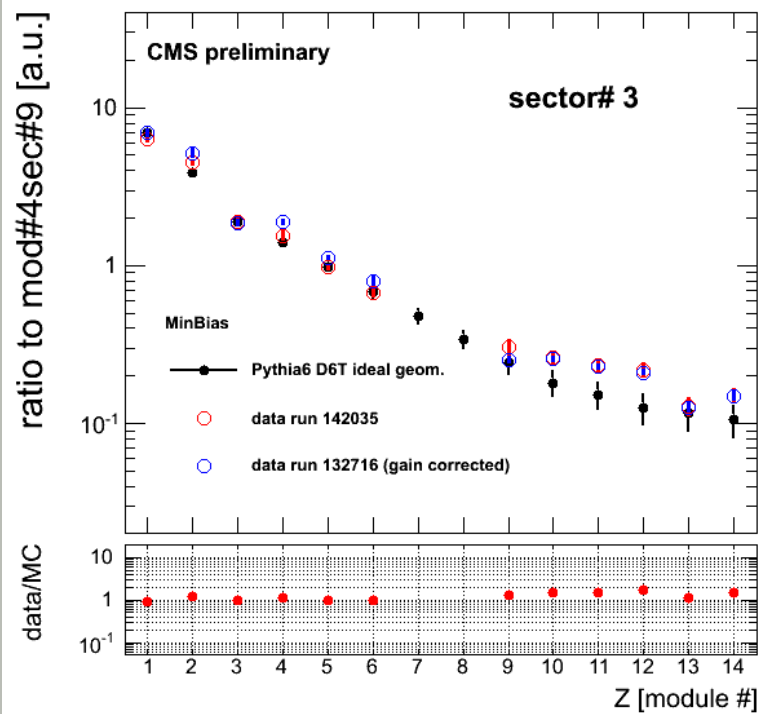 ratio to mod#4sec#9 [a.u.]
CMS preliminary
sector# 3
10
1
10-1
MinBias
Pythia6 D6T ideal geom.
data run 142035
data run 132716 (gain corrected)
data/MC
10
1
10-1
1 2 3 4 5 6 7 8 9 10 11 12 13 14
Z [module #]